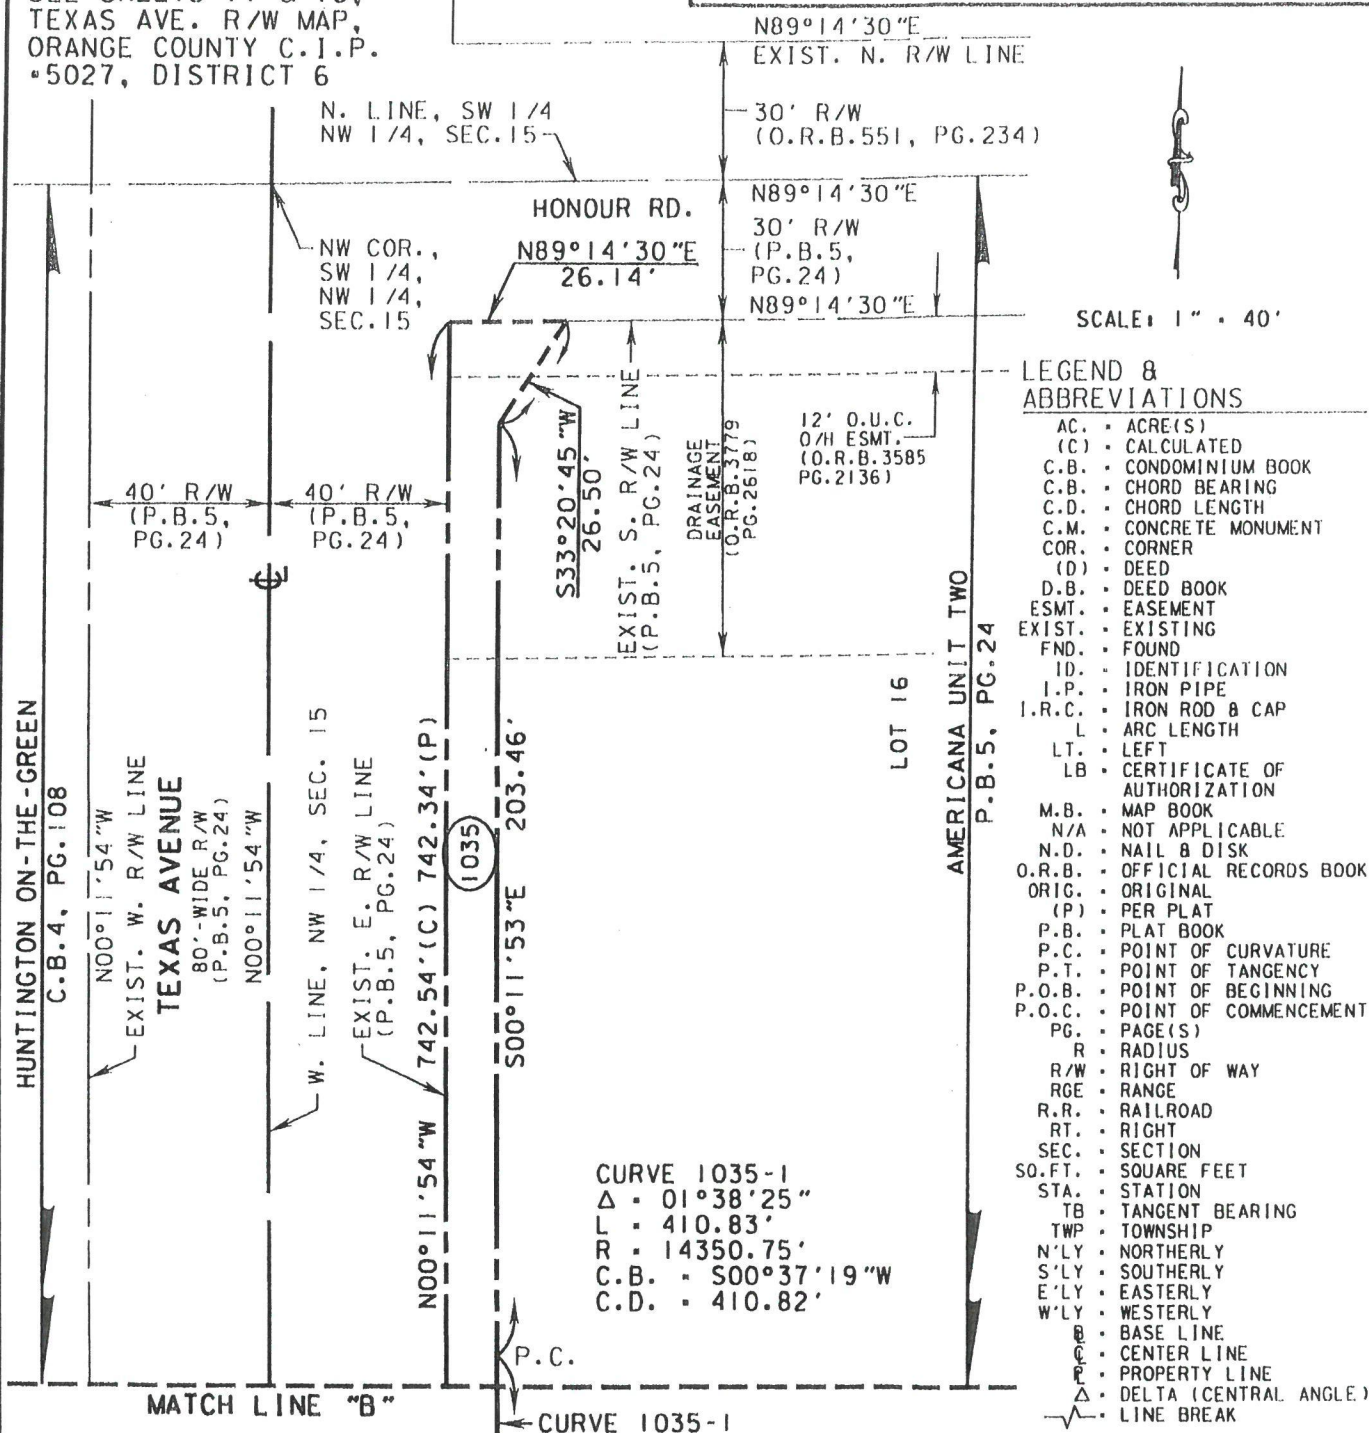 TEXAS AVE. R/W MAP,
ORANGE COUNTY C.I.P.
#5027, DISTRICT 6
N89°14'30"E
EXIST. N. R/W LINE
30' R/W
(O.R.B.551, PG.234)
N. LINE, SW 1/4
NW 1/4, SEC.15
HONOUR RD.
N89°14'30"E
26.14'
NW COR.,
SW 1/4,
NW 1/4,
SEC.15
N89°14'30"E
30' R/W
(P.B.5,
PG.24)
N89°14'30"E
SCALE: 1" = 40'
40' R/W
(P.B.5,
PG.24)
40' R/W
(P.B.5,
PG.24)
S33°20'45"W
26.50'
EXIST. S. R/W LINE
(P.B.5, PG.24)
DRAINAGE
EASEMENT
(O.R.B.3779
PG.2618)
12' O.U.C.
O/H ESMT.
(O.R.B.3585
PG.2136)
HUNTINGTON ON-THE-GREEN
C.B.4, PG.108
N00°11'54"W
EXIST. W. R/W LINE
TEXAS AVENUE
80'-WIDE R/W
(P.B.5, PG.24)
N00°11'54"W
W. LINE, NW 1/4, SEC. 15
EXIST. E. R/W LINE
(P.B.5, PG.24)
N00°11'54"W 742.54'(C) 742.34'(P)
1035
S00°11'53"E 203.46'
LOT 16
AMERICANA UNIT TWO
P.B.5, PG.24
CURVE 1035-1
Δ = 01°38'25"
L = 410.83'
R = 14350.75'
C.B. = S00°37'19"W
C.D. = 410.82'
P.C.
MATCH LINE "B"
CURVE 1035-1
LEGEND &
ABBREVIATIONS
AC. = ACRE(S)
(C) = CALCULATED
C.B. = CONDOMINIUM BOOK
C.B. = CHORD BEARING
C.D. = CHORD LENGTH
C.M. = CONCRETE MONUMENT
COR. = CORNER
(D) = DEED
D.B. = DEED BOOK
ESMT. = EASEMENT
EXIST. = EXISTING
FND. = FOUND
ID. = IDENTIFICATION
I.P. = IRON PIPE
I.R.C. = IRON ROD & CAP
L = ARC LENGTH
LT. = LEFT
LB = CERTIFICATE OF
AUTHORIZATION
M.B. = MAP BOOK
N/A = NOT APPLICABLE
N.D. = NAIL & DISK
O.R.B. = OFFICIAL RECORDS BOOK
ORIG. = ORIGINAL
(P) = PER PLAT
P.B. = PLAT BOOK
P.C. = POINT OF CURVATURE
P.T. = POINT OF TANGENCY
P.O.B. = POINT OF BEGINNING
P.O.C. = POINT OF COMMENCEMENT
PG. = PAGE(S)
R = RADIUS
R/W = RIGHT OF WAY
RGE = RANGE
R.R. = RAILROAD
RT. = RIGHT
SEC. = SECTION
SQ.FT. = SQUARE FEET
STA. = STATION
TB = TANGENT BEARING
TWP = TOWNSHIP
N'LY = NORTHERLY
S'LY = SOUTHERLY
E'LY = EASTERLY
W'LY = WESTERLY
= BASE LINE
℄ = CENTER LINE
= PROPERTY LINE
Δ = DELTA (CENTRAL ANGLE)
= LINE BREAK